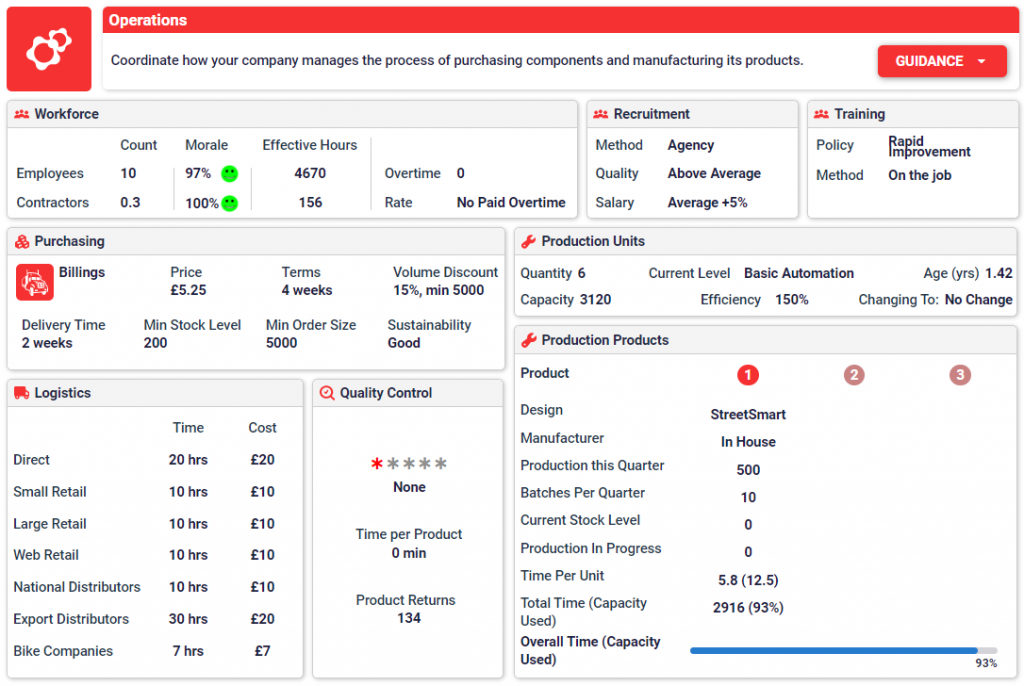 Operations
Coordinate how your company manages the process of purchasing components and manufacturing its products.
GUIDANCE
Workforce
Count Morale Effective Hours
Employees 10 97% 4670 Overtime 0
Contractors 0.3 100% 156 Rate No Paid Overtime
Recruitment
Method Agency
Quality Above Average
Salary Average +5%
Training
Policy Rapid
Improvement
Method On the job
Purchasing
Billings Price Terms Volume Discount
£5.25 4 weeks 15%, min 5000
Delivery Time Min Stock Level Min Order Size Sustainability
2 weeks 200 5000 Good
Production Units
Quantity 6 Current Level Basic Automation Age (yrs) 1.42
Capacity 3120 Efficiency 150% Changing To: No Change
Logistics
Time Cost
Direct 20 hrs £20
Small Retail 10 hrs £10
Large Retail 10 hrs £10
Web Retail 10 hrs £10
National Distributors 10 hrs £10
Export Distributors 30 hrs £20
Bike Companies 7 hrs £7
Quality Control
None
Time per Product
0 min
Product Returns
134
Production Products
Product 1 2 3
Design StreetSmart
Manufacturer In House
Production this Quarter 500
Batches Per Quarter 10
Current Stock Level 0
Production In Progress 0
Time Per Unit 5.8 (12.5)
Total Time (Capacity 2916 (93%)
Used)
Overall Time (Capacity
Used)
93%